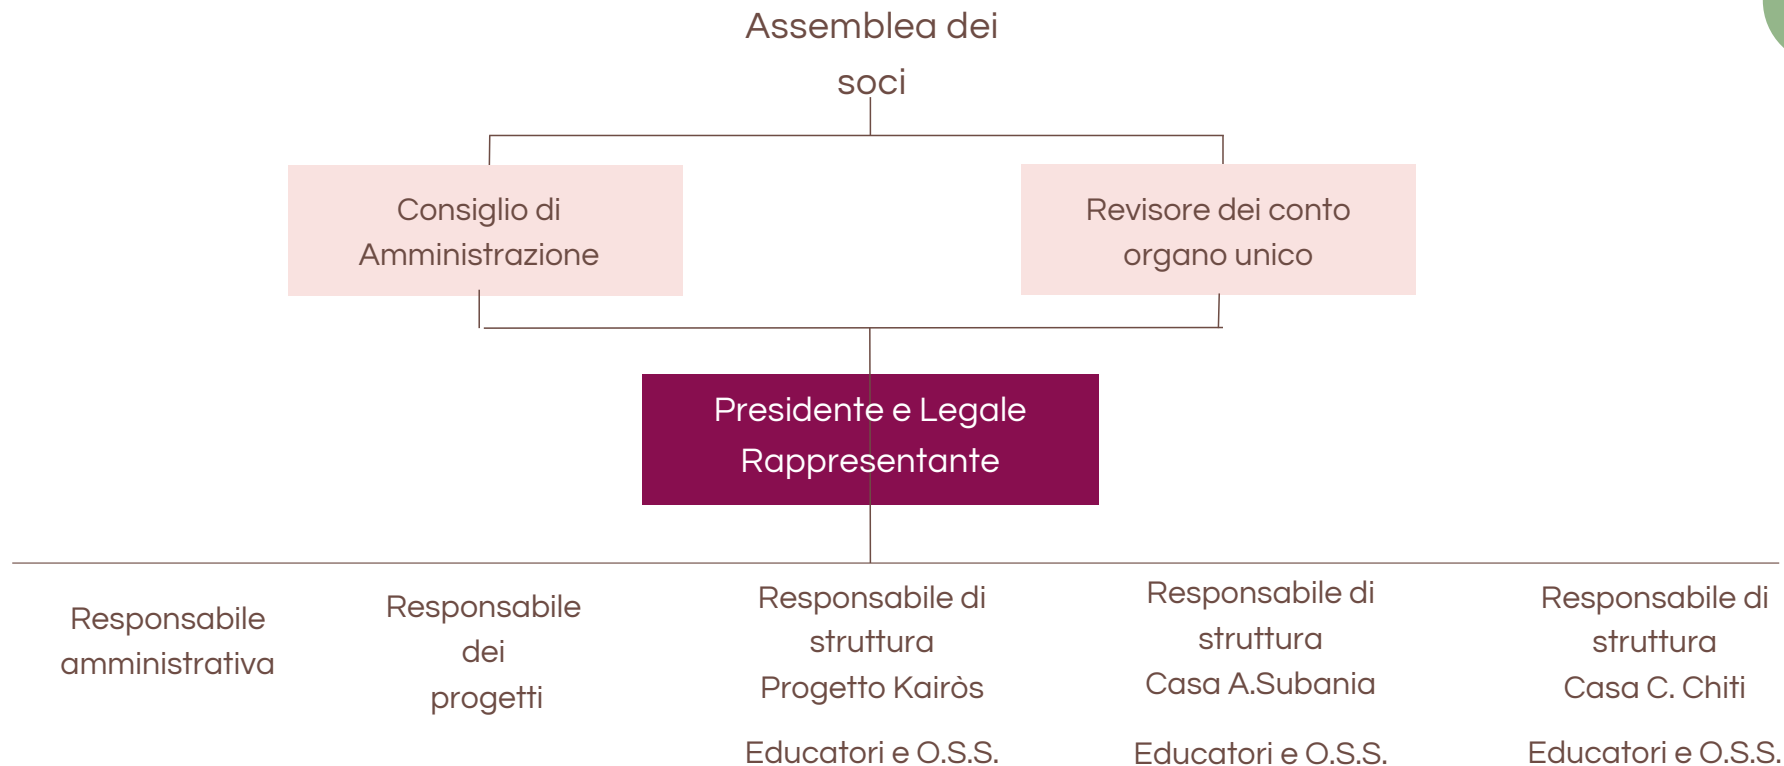 Assemblea dei
soci
Consiglio di
Amministrazione
Revisore dei conto
organo unico
Presidente e Legale
Rappresentante
Responsabile
amministrativa
Responsabile
dei
progetti
Responsabile di
struttura
Progetto Kairòs
Educatori e O.S.S.
Responsabile di
struttura
Casa A.Subania
Educatori e O.S.S.
Responsabile di
struttura
Casa C. Chiti
Educatori e O.S.S.